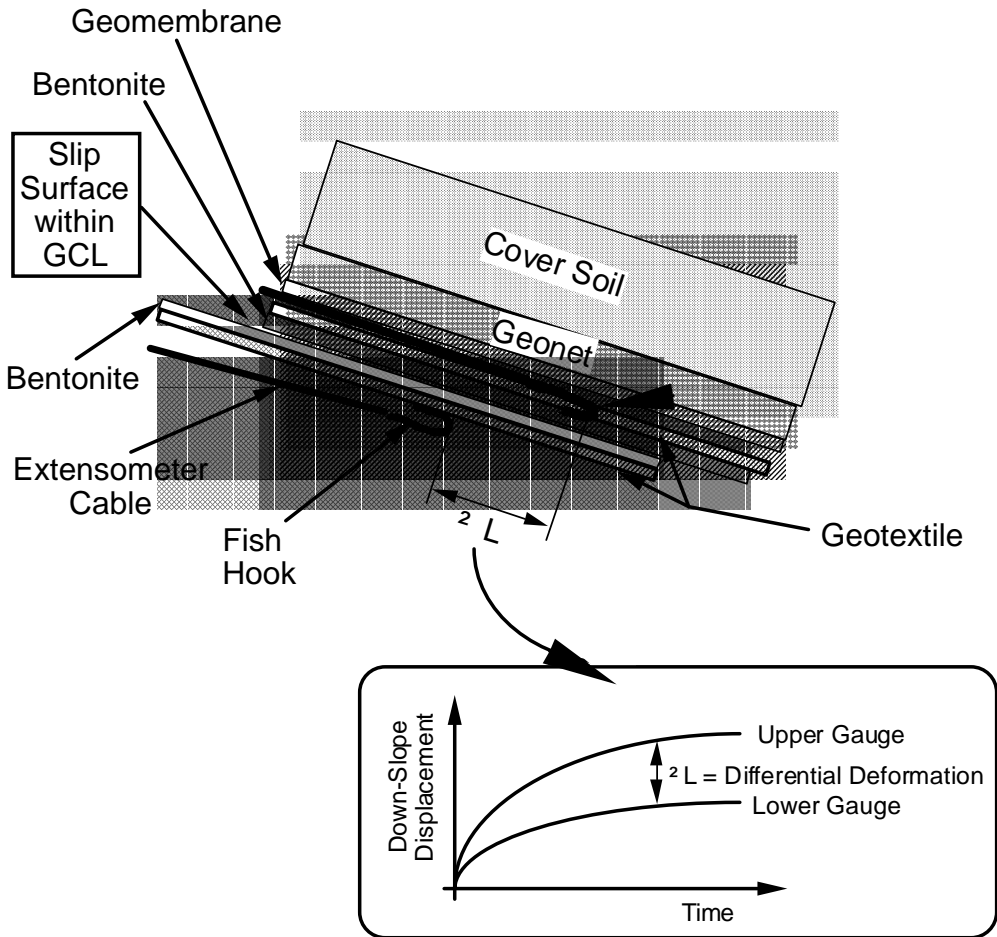 Geomembrane
Bentonite
Slip
Surface
within
GCL
Cover Soil
Geonet
Bentonite
Extensometer
Cable
Fish
Hook
² L
Geotextile
Down-Slope
Displacement
Upper Gauge
² L = Differential Deformation
Lower Gauge
Time